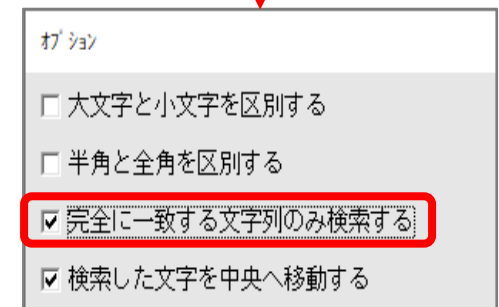 ｵﾌﾟｼｮﾝ
大文字と小文字を区別する
半角と全角を区別する
完全に一致する文字列のみ検索する
検索した文字を中央へ移動する